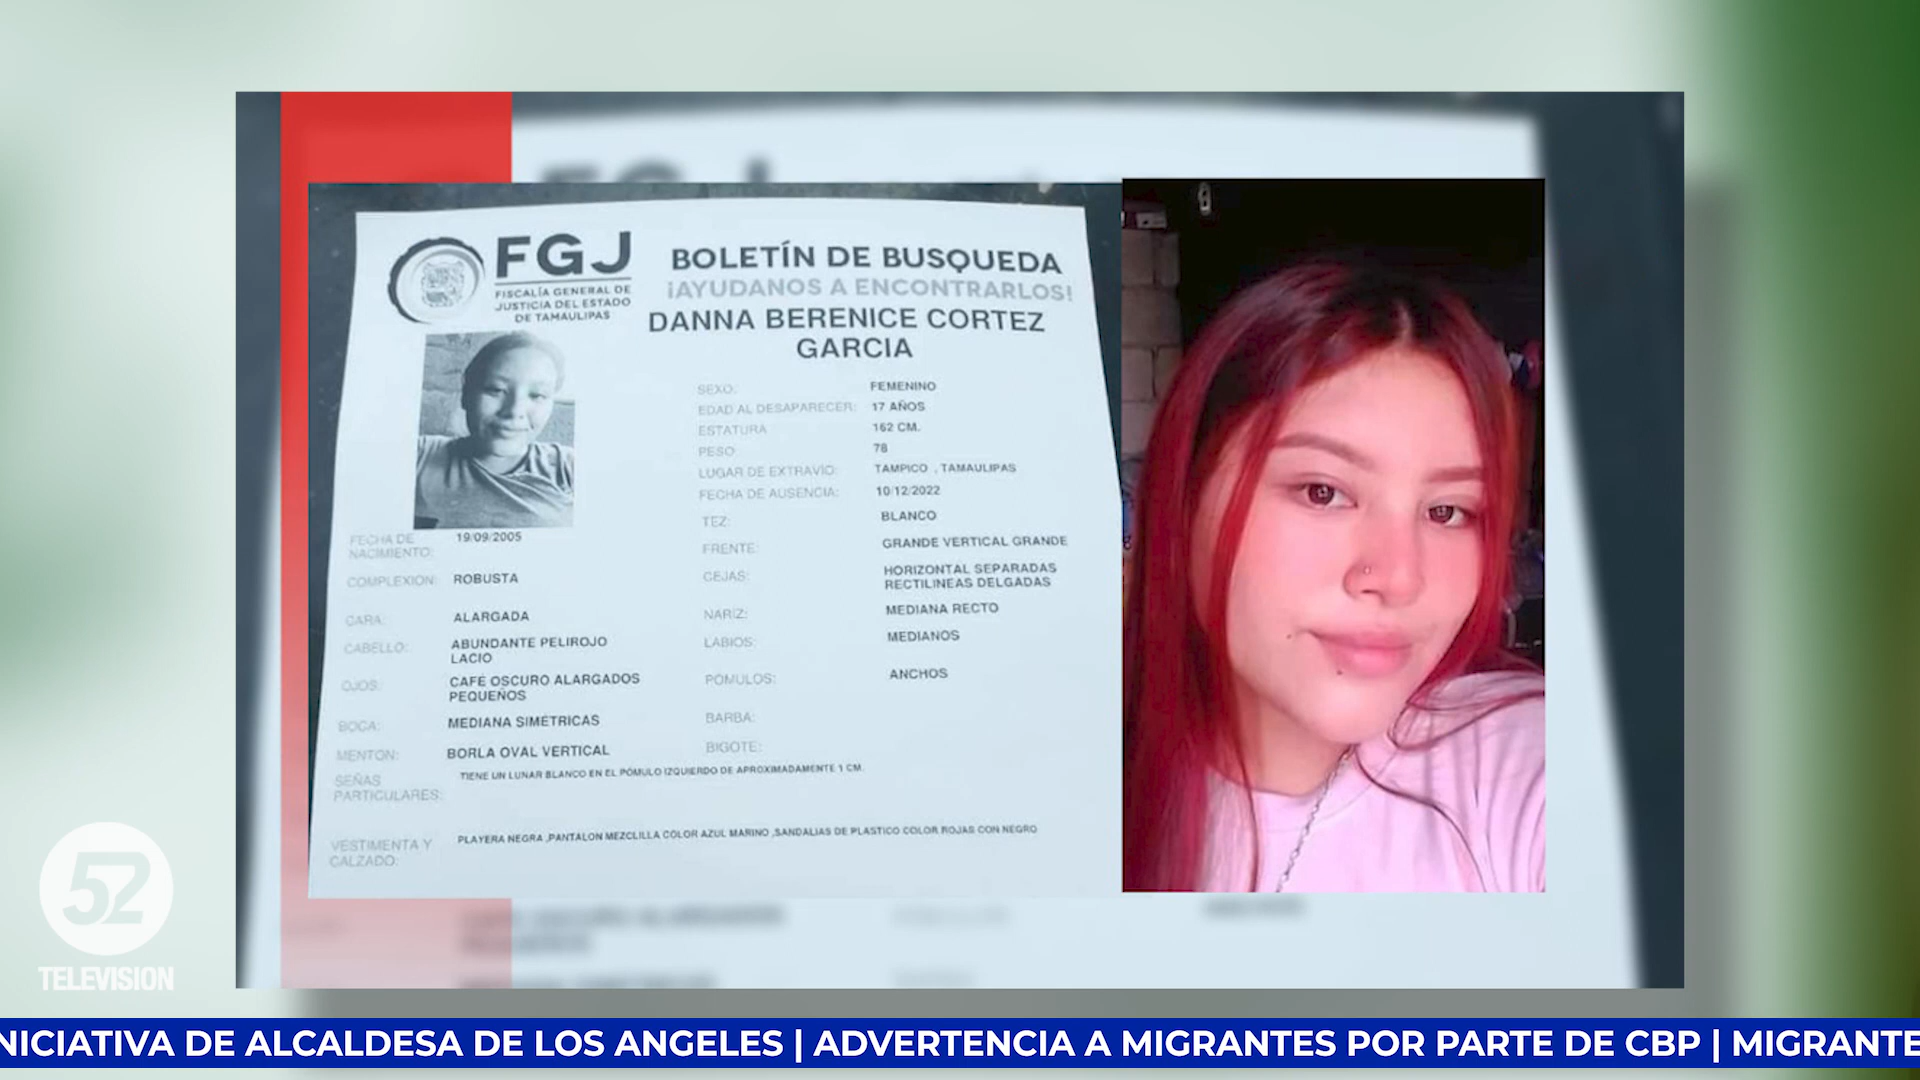 FGJ
FISCALÍA GENERAL DE
JUSTICIA DEL ESTADO
DE TAMAULIPAS
BOLETÍN DE BUSQUEDA
¡AYUDANOS A ENCONTRARLOS!
DANNA BERENICE CORTEZ
GARCIA
SEXO: FEMENINO
EDAD AL DESAPARECER: 17 AÑOS
ESTATURA 162 CM.
PESO: 78
LUGAR DE EXTRAVIO: TAMPICO , TAMAULIPAS
FECHA DE AUSENCIA: 10/12/2022
TEZ: BLANCO
FRENTE: GRANDE VERTICAL GRANDE
CEJAS: HORIZONTAL SEPARADAS
RECTILINEAS DELGADAS
NARIZ: MEDIANA RECTO
LABIOS: MEDIANOS
POMULOS: ANCHOS
BARBA:
BIGOTE:
FECHA DE
NACIMIENTO: 19/09/2005
COMPLEXION: ROBUSTA
CARA: ALARGADA
CABELLO: ABUNDANTE PELIROJO
LACIO
OJOS: CAFÉ OSCURO ALARGADOS
PEQUEÑOS
BOCA: MEDIANA SIMÉTRICAS
MENTON: BORLA OVAL VERTICAL
SEÑAS
PARTICULARES: TIENE UN LUNAR BLANCO EN EL PÓMULO IZQUIERDO DE APROXIMADAMENTE 1 CM.
VESTIMENTA Y
CALZADO: PLAYERA NEGRA ,PANTALON MEZCLILLA COLOR AZUL MARINO ,SANDALIAS DE PLASTICO COLOR ROJAS CON NEGRO
52
TELEVISION
NICIATIVA DE ALCALDESA DE LOS ANGELES | ADVERTENCIA A MIGRANTES POR PARTE DE CBP | MIGRANTE